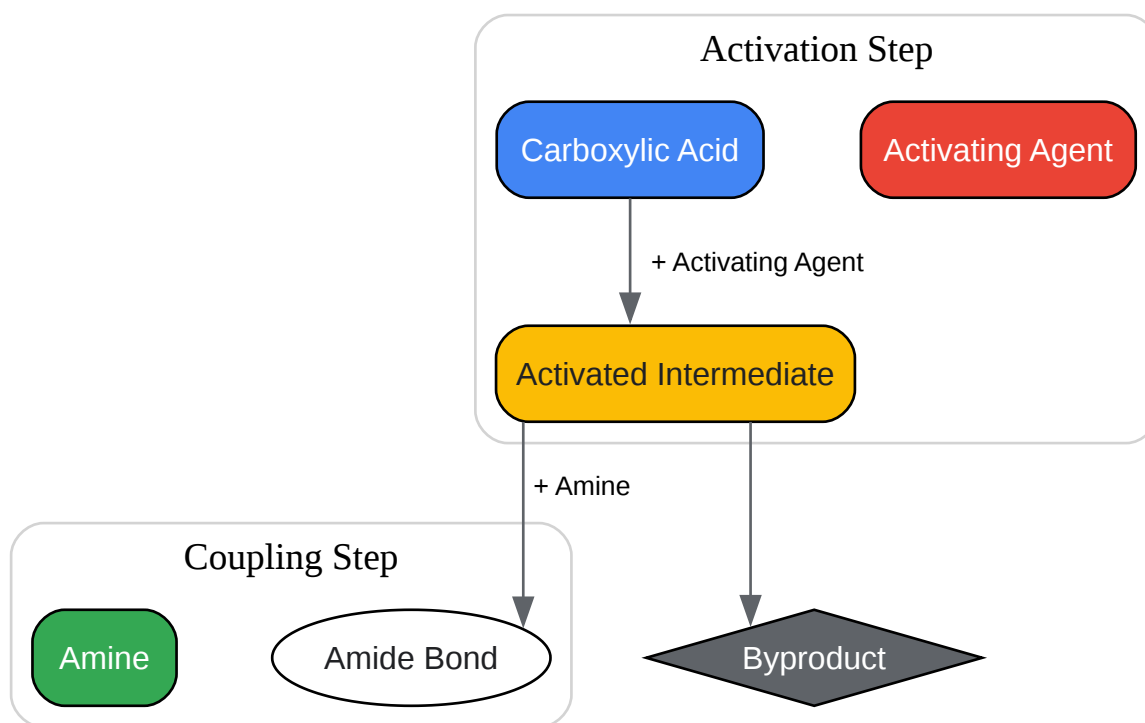 Activation Step
Carboxylic Acid
Activating Agent
+ Activating Agent
Activated Intermediate
+ Amine
Coupling Step
Amine
Amide Bond
Byproduct